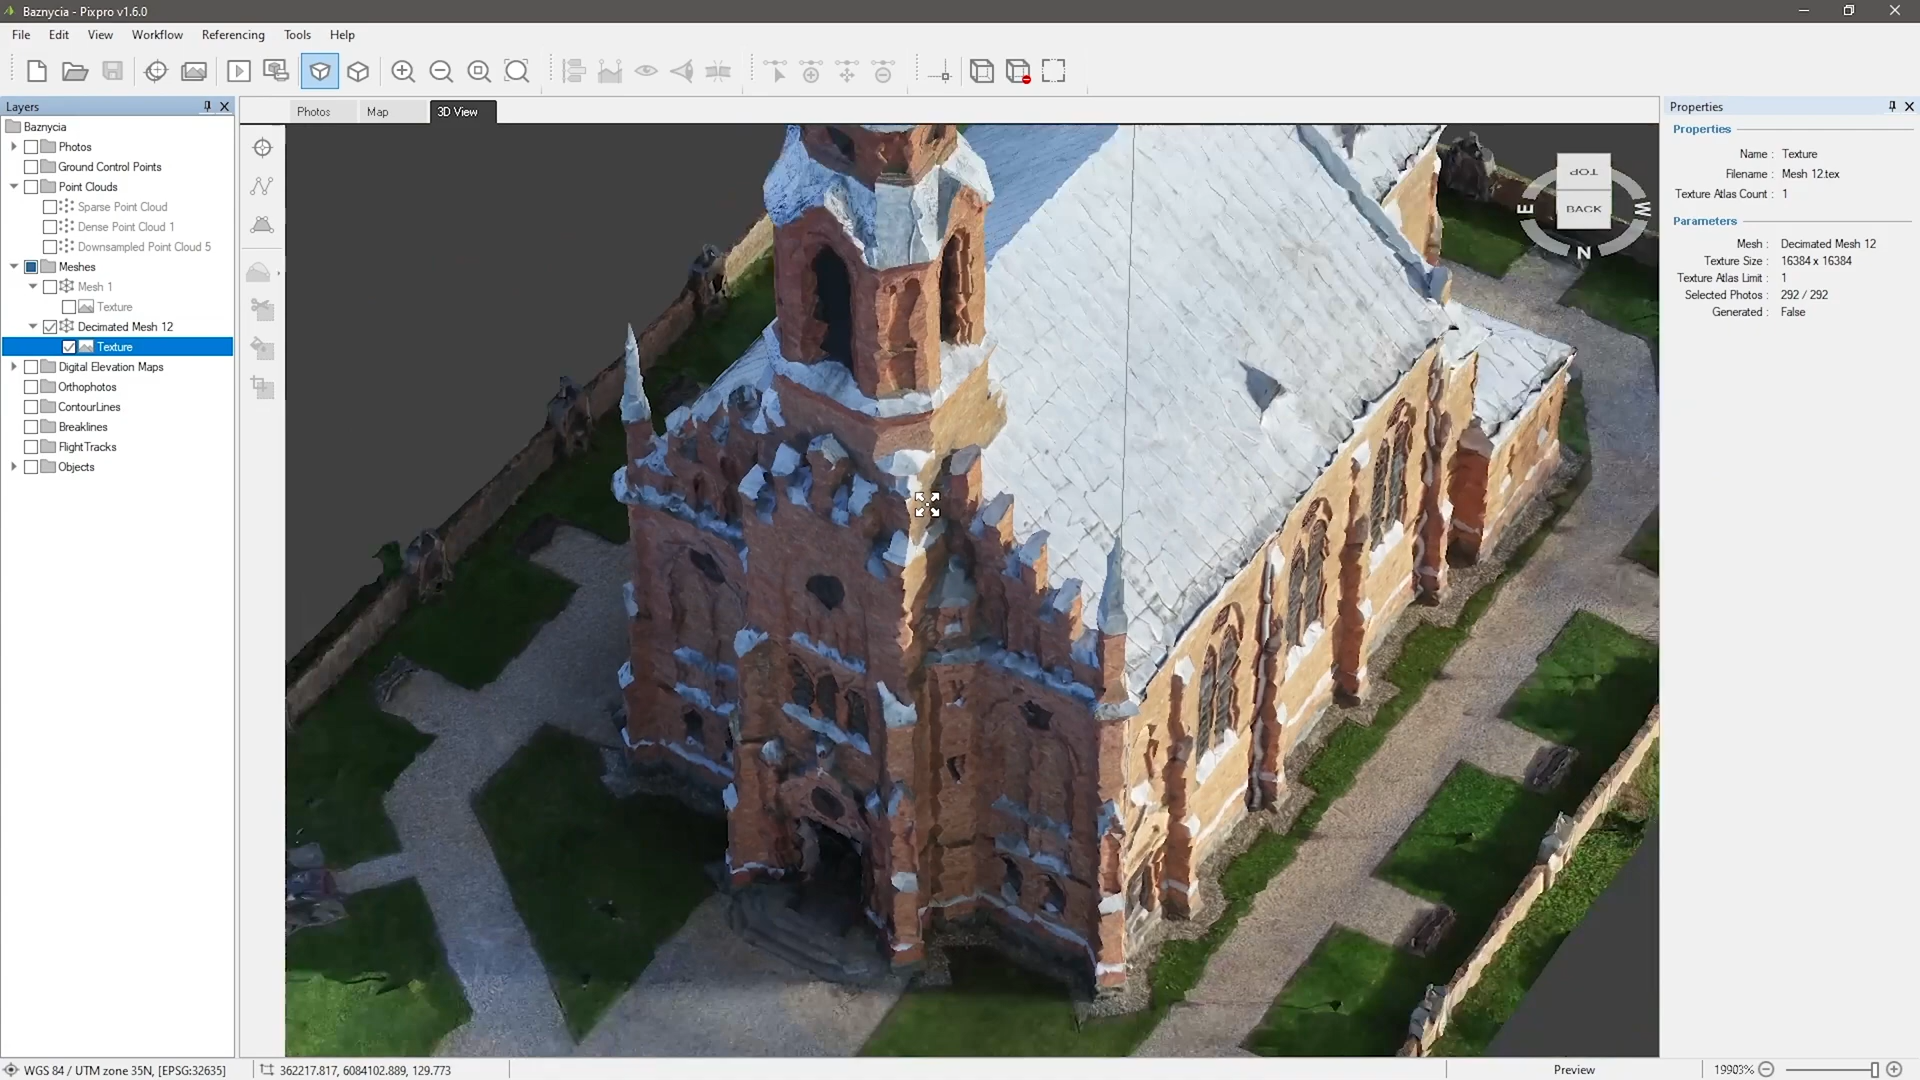 Baznycia - Pixpro v1.6.0
File Edit View Workflow Referencing Tools Help
Layers
Baznycia
Photos
Ground Control Points
Point Clouds
Sparse Point Cloud
Dense Point Cloud 1
Downsampled Point Cloud 5
Meshes
Mesh 1
Texture
Decimated Mesh 12
Texture
Digital Elevation Maps
Orthophotos
ContourLines
Breaklines
FlightTracks
Objects
Photos Map 3D View
TOP
E BACK W
N
Properties
Properties
Name : Texture
Filename : Mesh 12.tex
Texture Atlas Count : 1
Parameters
Mesh : Decimated Mesh 12
Texture Size : 16384 x 16384
Texture Atlas Limit : 1
Selected Photos : 292 / 292
Generated : False
WGS 84 / UTM zone 35N, [EPSG:32635] 362217.817, 6084102.889, 129.773 Preview